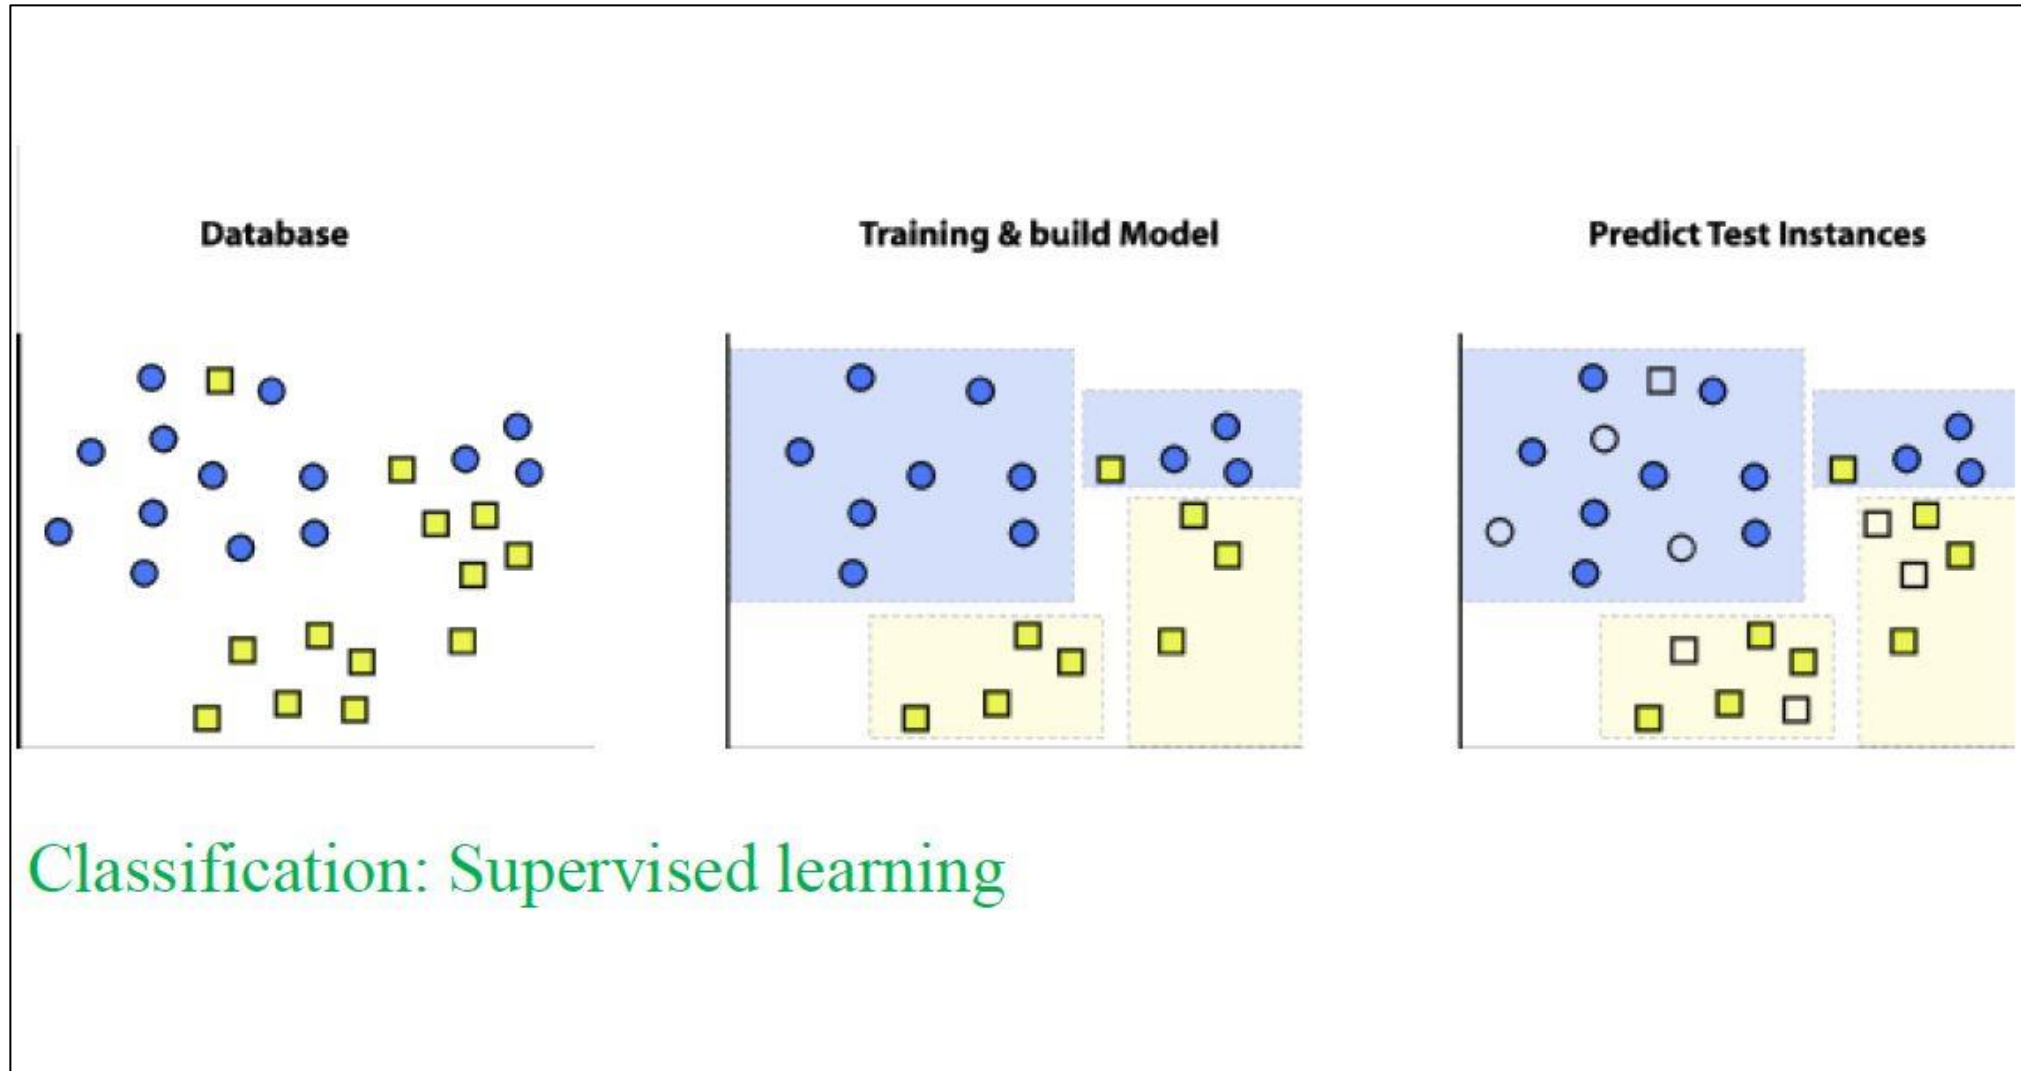 Database
Training & build Model
Predict Test Instances
Classification: Supervised learning